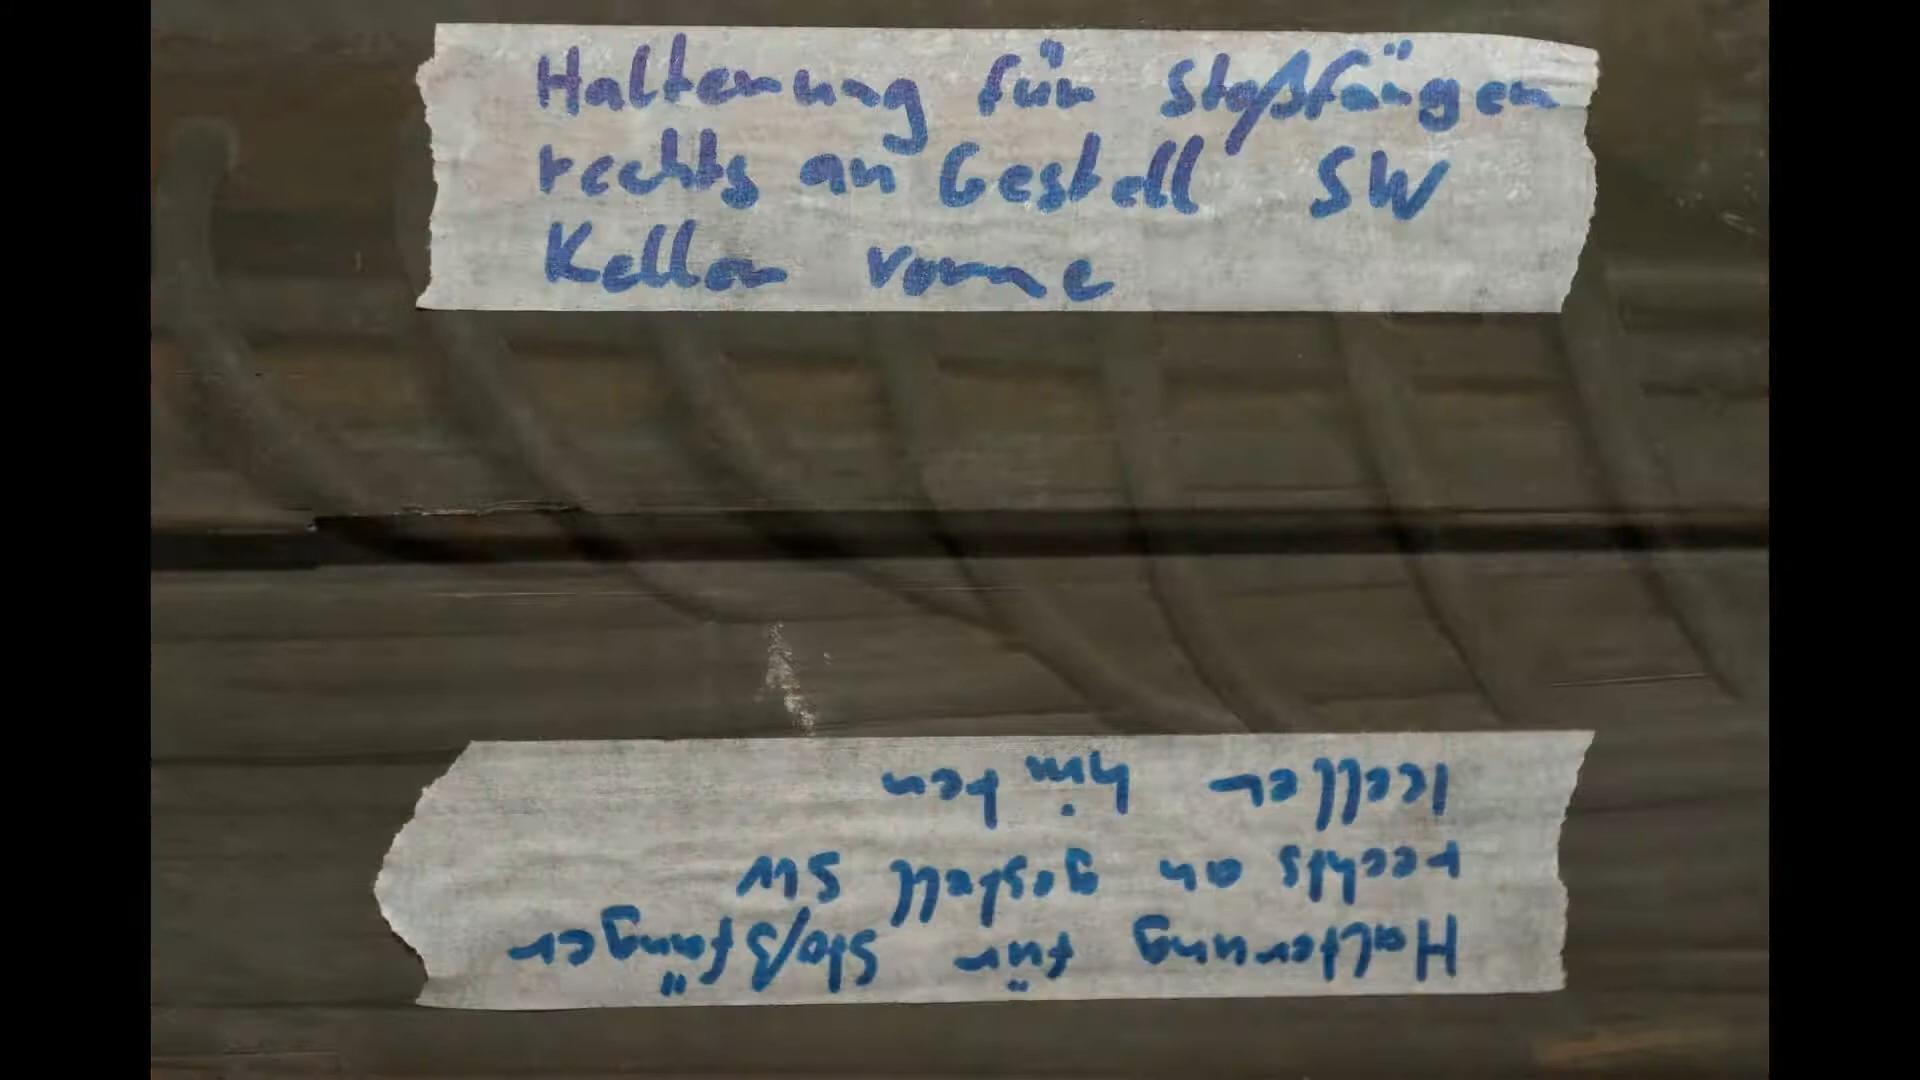 Halterung für Stoßfänger
rechts an Gestell SW
Keller vorne
Halterung für Stoßfänger
rechts an gestell SW
keller hinten